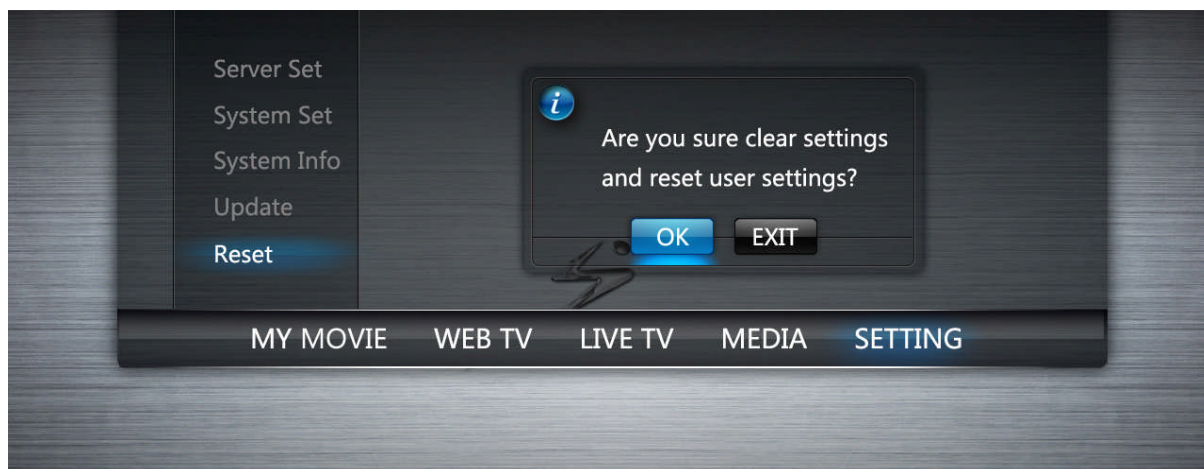 Server Set
System Set
System Info
Update
Reset
i
Are you sure clear settings
and reset user settings?
OK EXIT
MY MOVIE WEB TV LIVE TV MEDIA SETTING